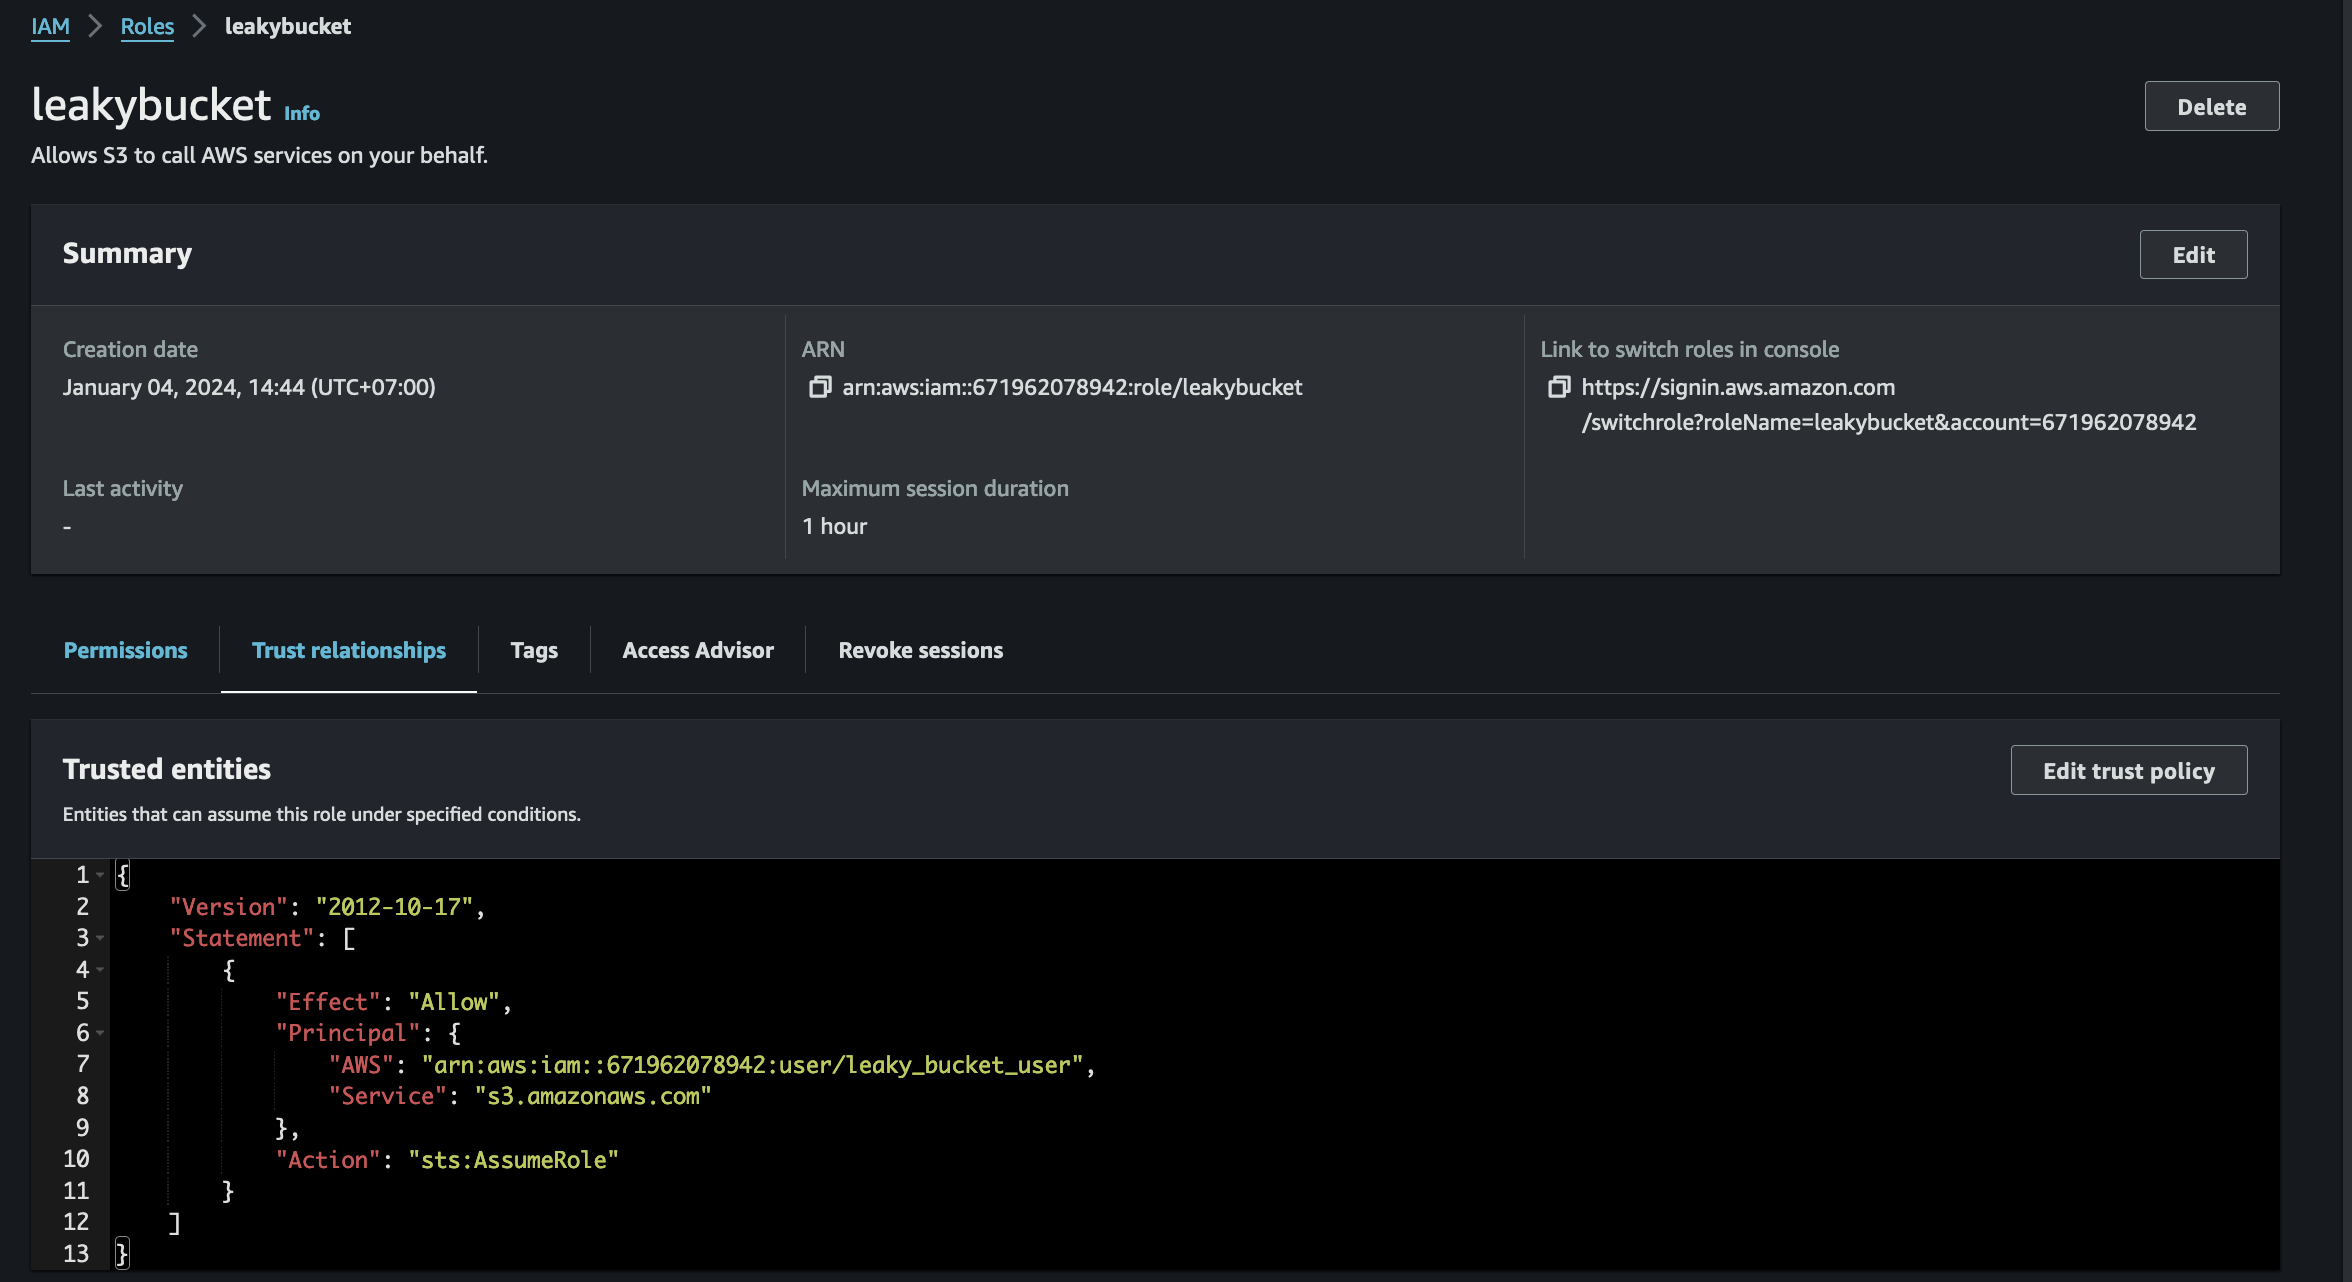 IAM > Roles > leakybucket
leakybucket Info
Delete
Allows S3 to call AWS services on your behalf.
Summary
Edit
Creation date
January 04, 2024, 14:44 (UTC+07:00)
ARN
arn:aws:iam::671962078942:role/leakybucket
Link to switch roles in console
https://signin.aws.amazon.com
/switchrole?roleName=leakybucket&account=671962078942
Last activity
-
Maximum session duration
1 hour
Permissions
Trust relationships
Tags
Access Advisor
Revoke sessions
Trusted entities
Edit trust policy
Entities that can assume this role under specified conditions.
1 {
2 "Version": "2012-10-17",
3 "Statement": [
4 {
5 "Effect": "Allow",
6 "Principal": {
7 "AWS": "arn:aws:iam::671962078942:user/leaky_bucket_user",
8 "Service": "s3.amazonaws.com"
9 },
10 "Action": "sts:AssumeRole"
11 }
12 ]
13 }